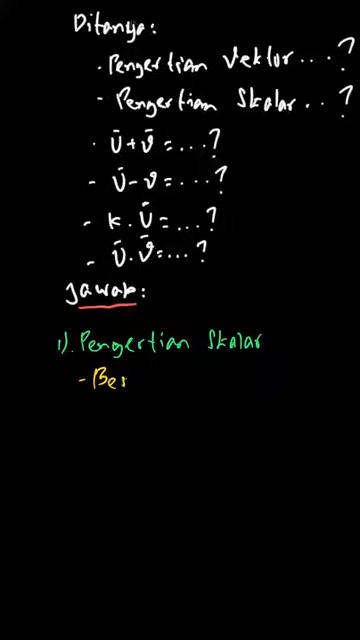 Ditanya:
- Pengertian Vektor...?
- Pengertian Skalar...?
- Ū + v̄ = ...?
- Ū - v = ...?
- k . Ū = ...?
- Ū . v̄ = ...?
Jawab:
1). Pengertian Skalar
- Bes